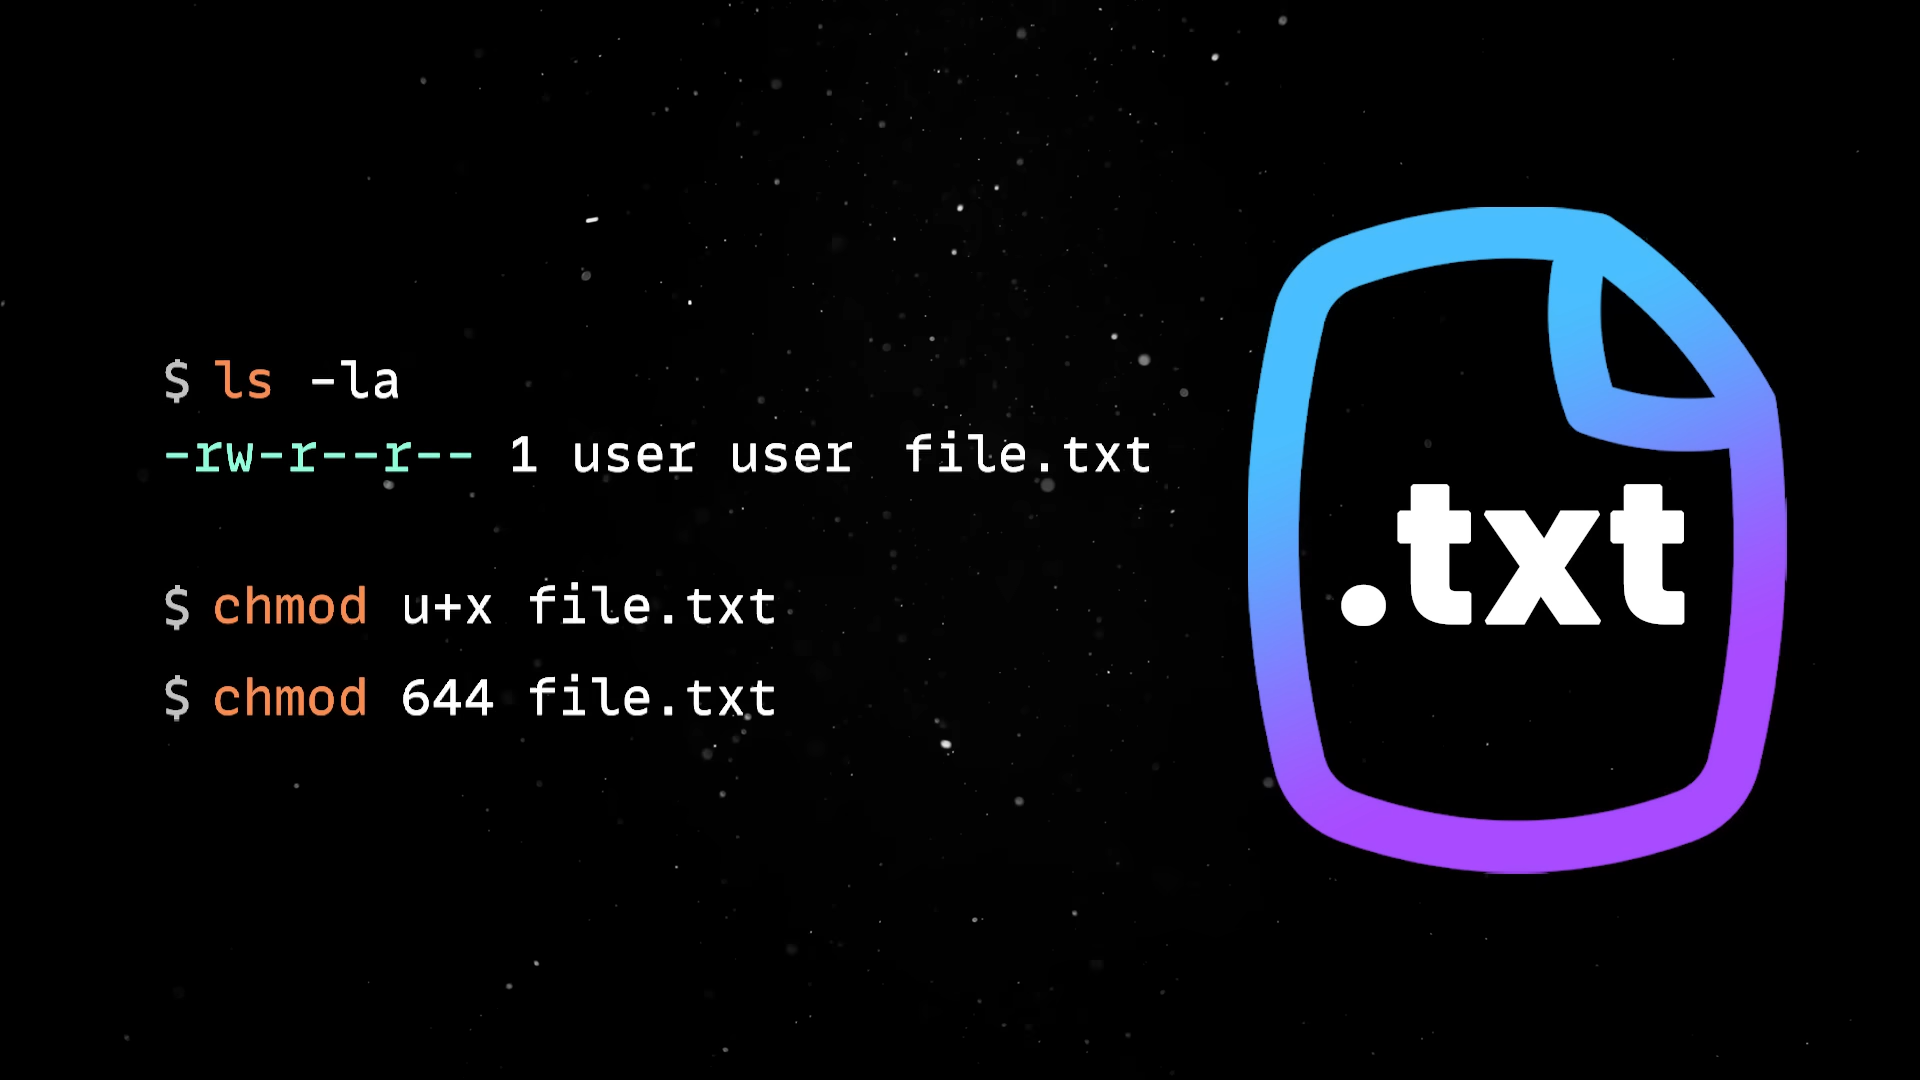 $ ls -la
-rw-r--r-- 1 user user file.txt
$ chmod u+x file.txt
$ chmod 644 file.txt
.txt